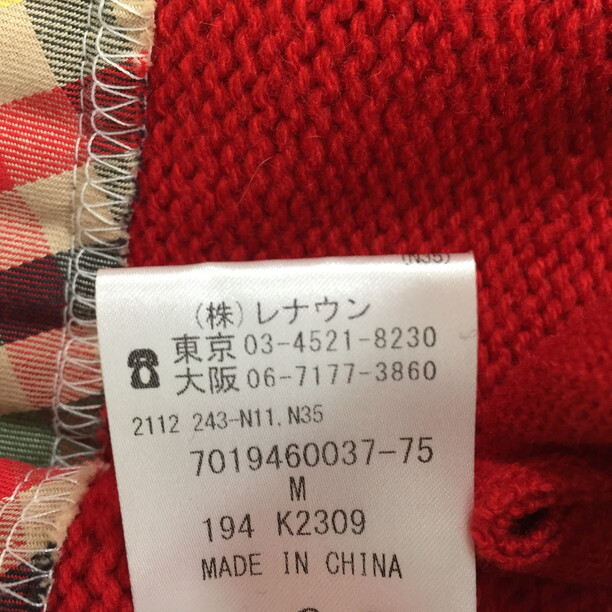 (N35)
(株)レナウン
東京 03-4521-8230
☎
大阪 06-7177-3860
2112 243-N11.N35
7019460037-75
M
194 K2309
MADE IN CHINA